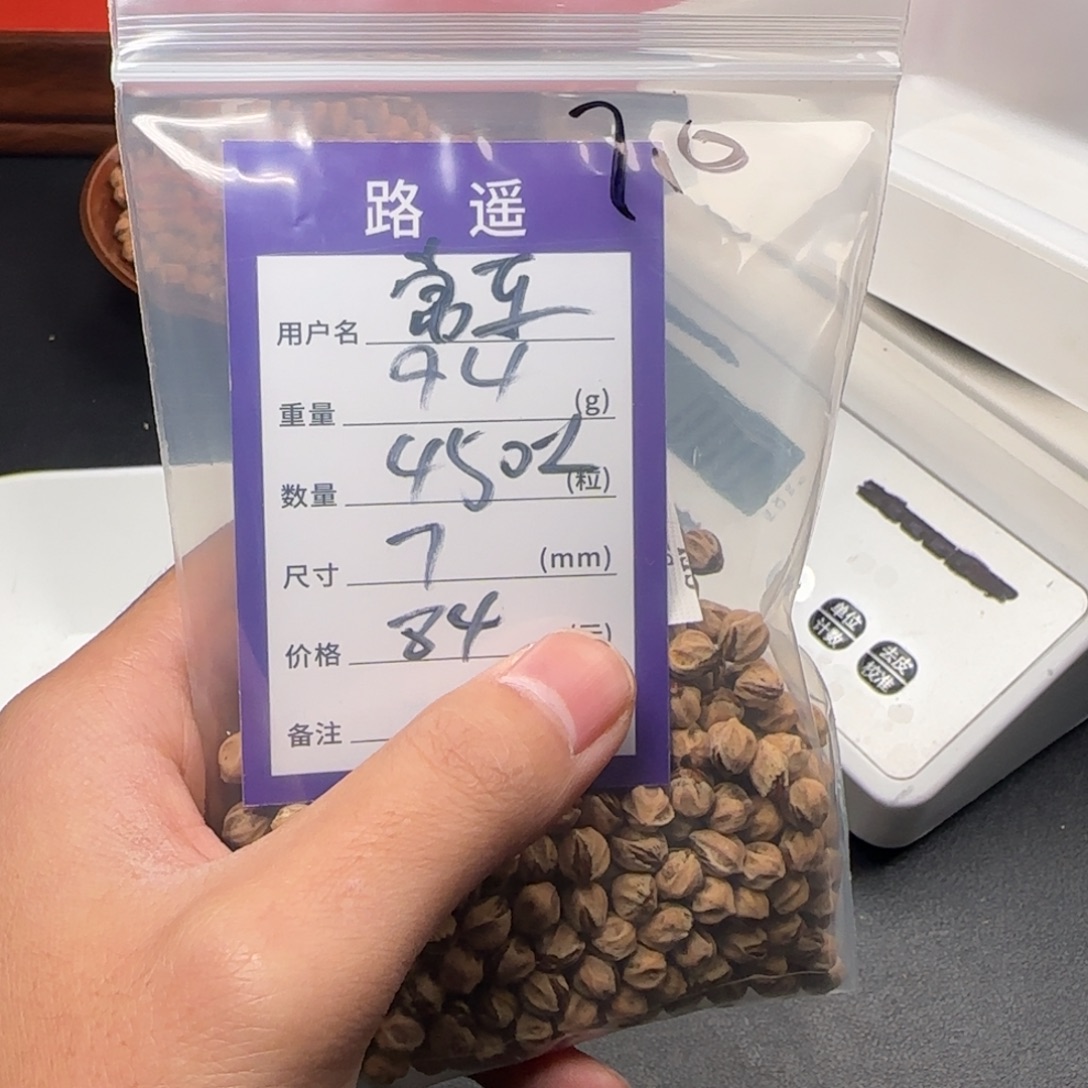 7.0
路遥
用户名
重量 94 (g)
数量 450 (粒)
尺寸 7 (mm)
价格 84
备注
单位
计数
去皮
校准